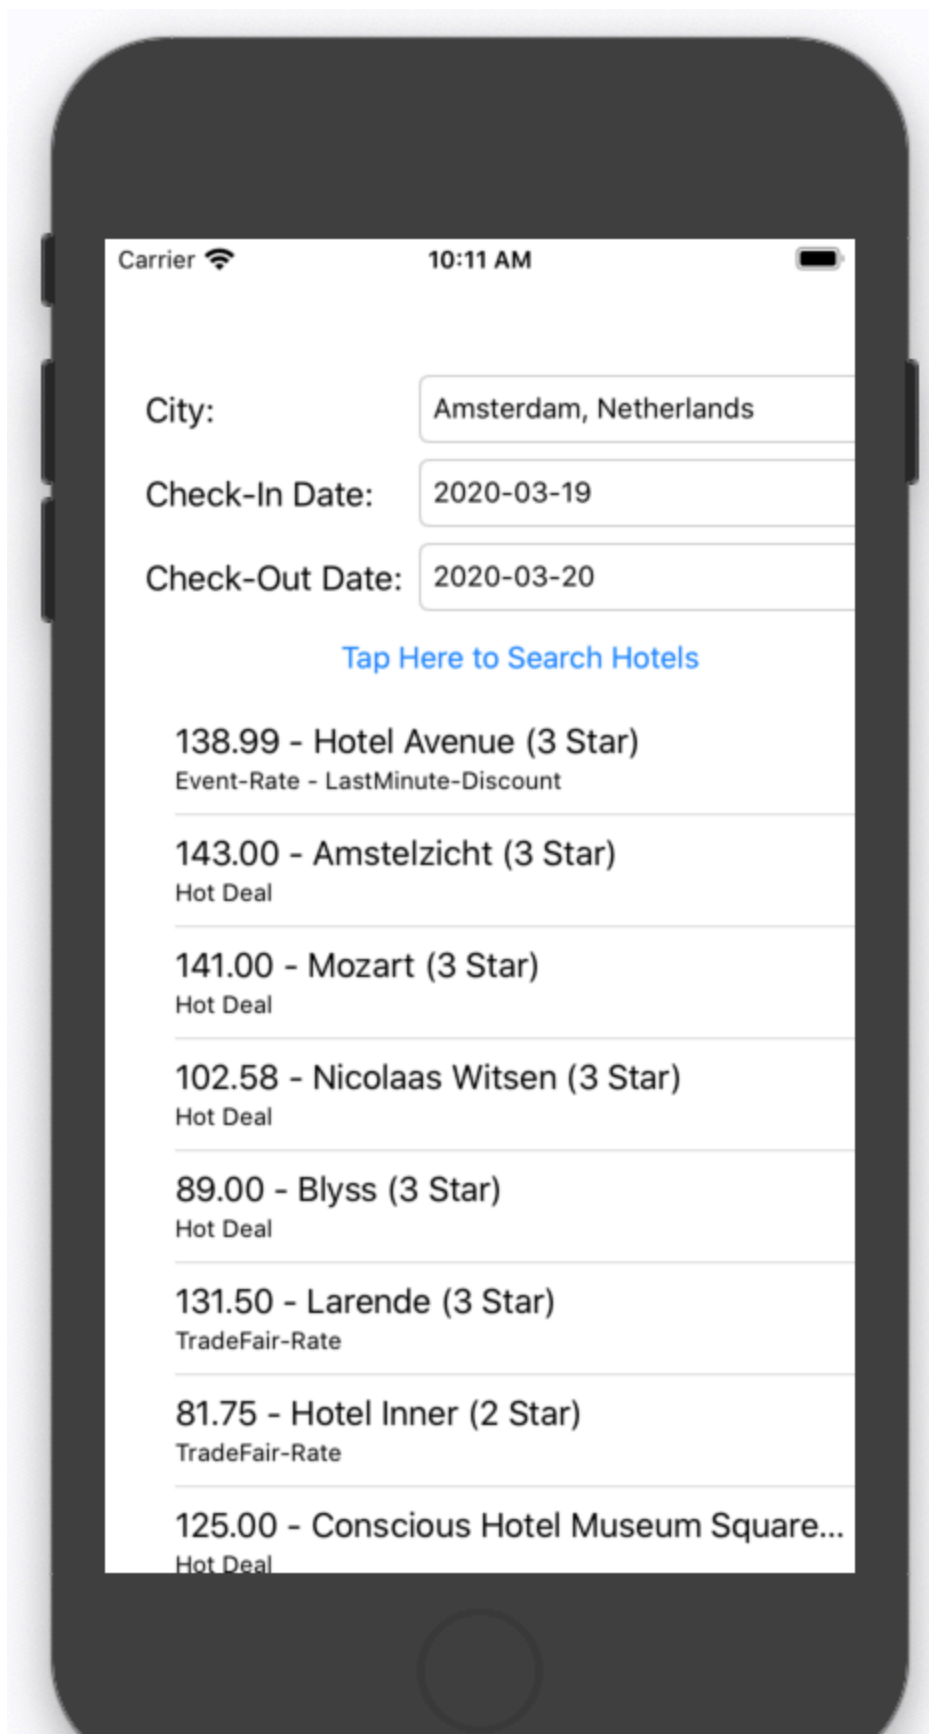 Carrier 10:11 AM
City: Amsterdam, Netherlands
Check-In Date: 2020-03-19
Check-Out Date: 2020-03-20
Tap Here to Search Hotels
138.99 - Hotel Avenue (3 Star)
Event-Rate - LastMinute-Discount
143.00 - Amstelzicht (3 Star)
Hot Deal
141.00 - Mozart (3 Star)
Hot Deal
102.58 - Nicolaas Witsen (3 Star)
Hot Deal
89.00 - Blyss (3 Star)
Hot Deal
131.50 - Larende (3 Star)
TradeFair-Rate
81.75 - Hotel Inner (2 Star)
TradeFair-Rate
125.00 - Conscious Hotel Museum Square...
Hot Deal